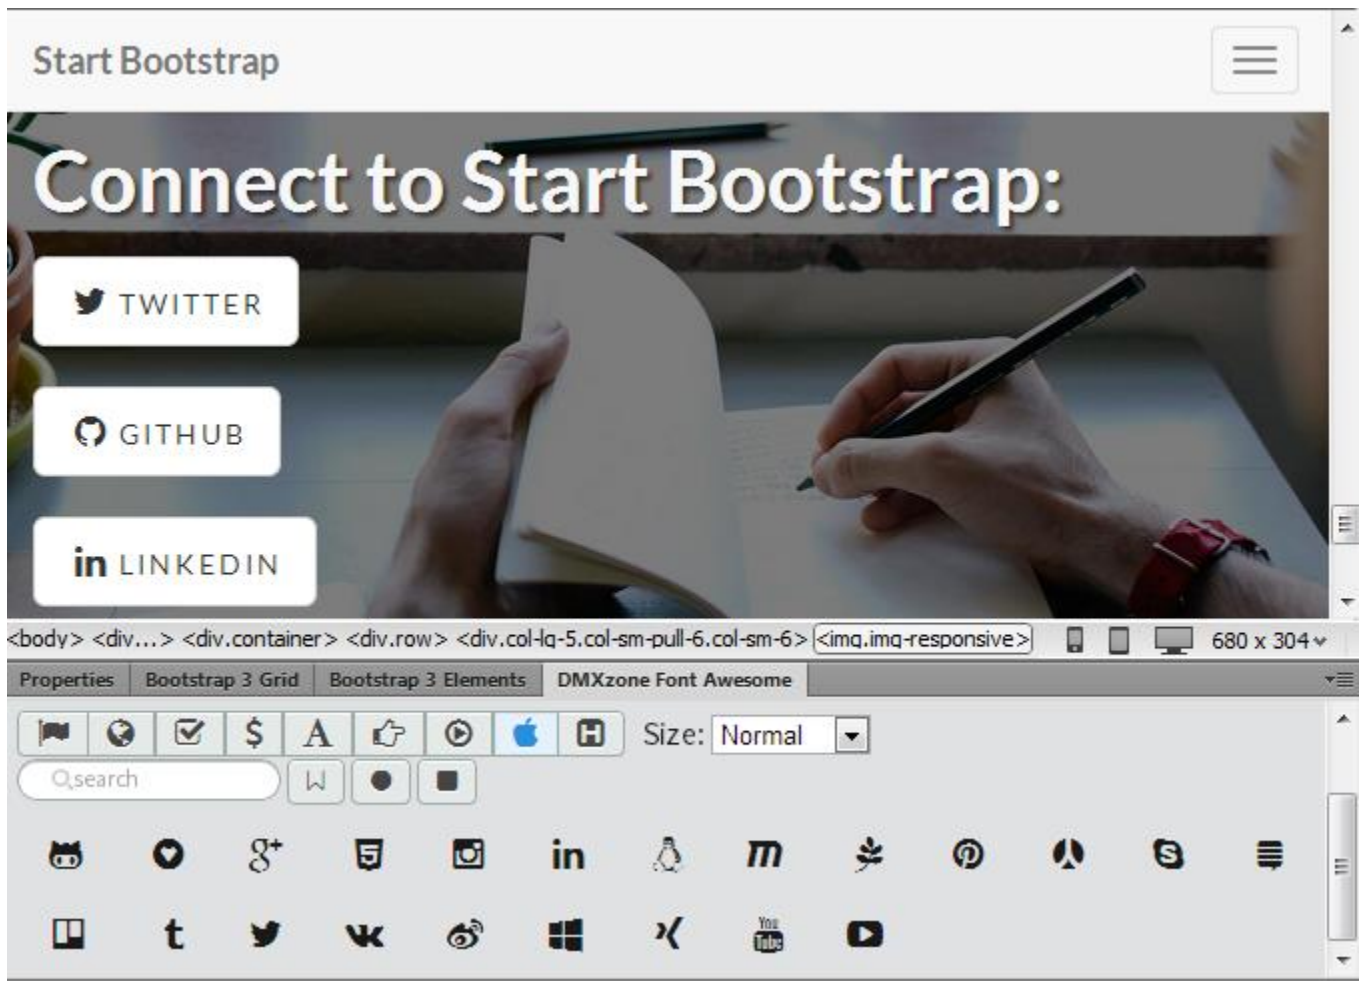 Start Bootstrap
Connect to Start Bootstrap:
TWITTER
GITHUB
in LINKEDIN
<body> <div...> <div.container> <div.row> <div.col-lg-5.col-sm-pull-6.col-sm-6> <img.img-responsive> 680 x 304
Properties Bootstrap 3 Grid Bootstrap 3 Elements DMXzone Font Awesome
Size: Normal
search
You
Tube